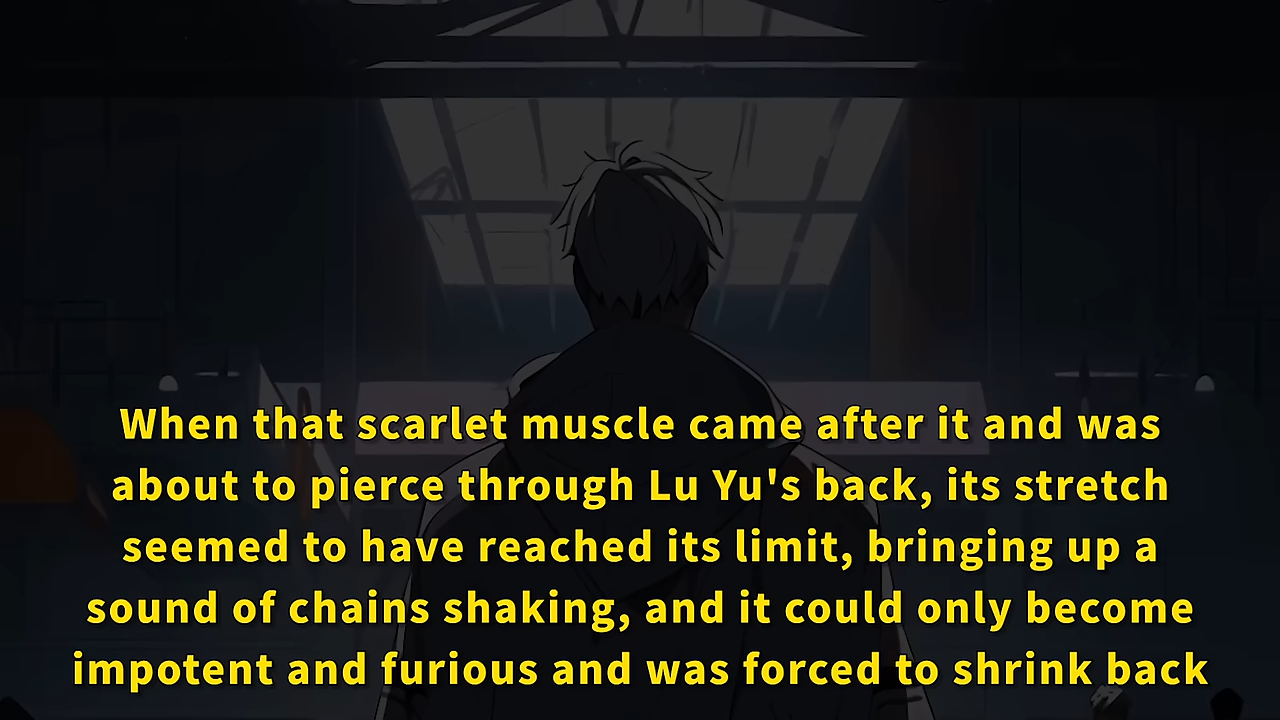 When that scarlet muscle came after it and was
about to pierce through Lu Yu's back, its stretch
seemed to have reached its limit, bringing up a
sound of chains shaking, and it could only become
impotent and furious and was forced to shrink back